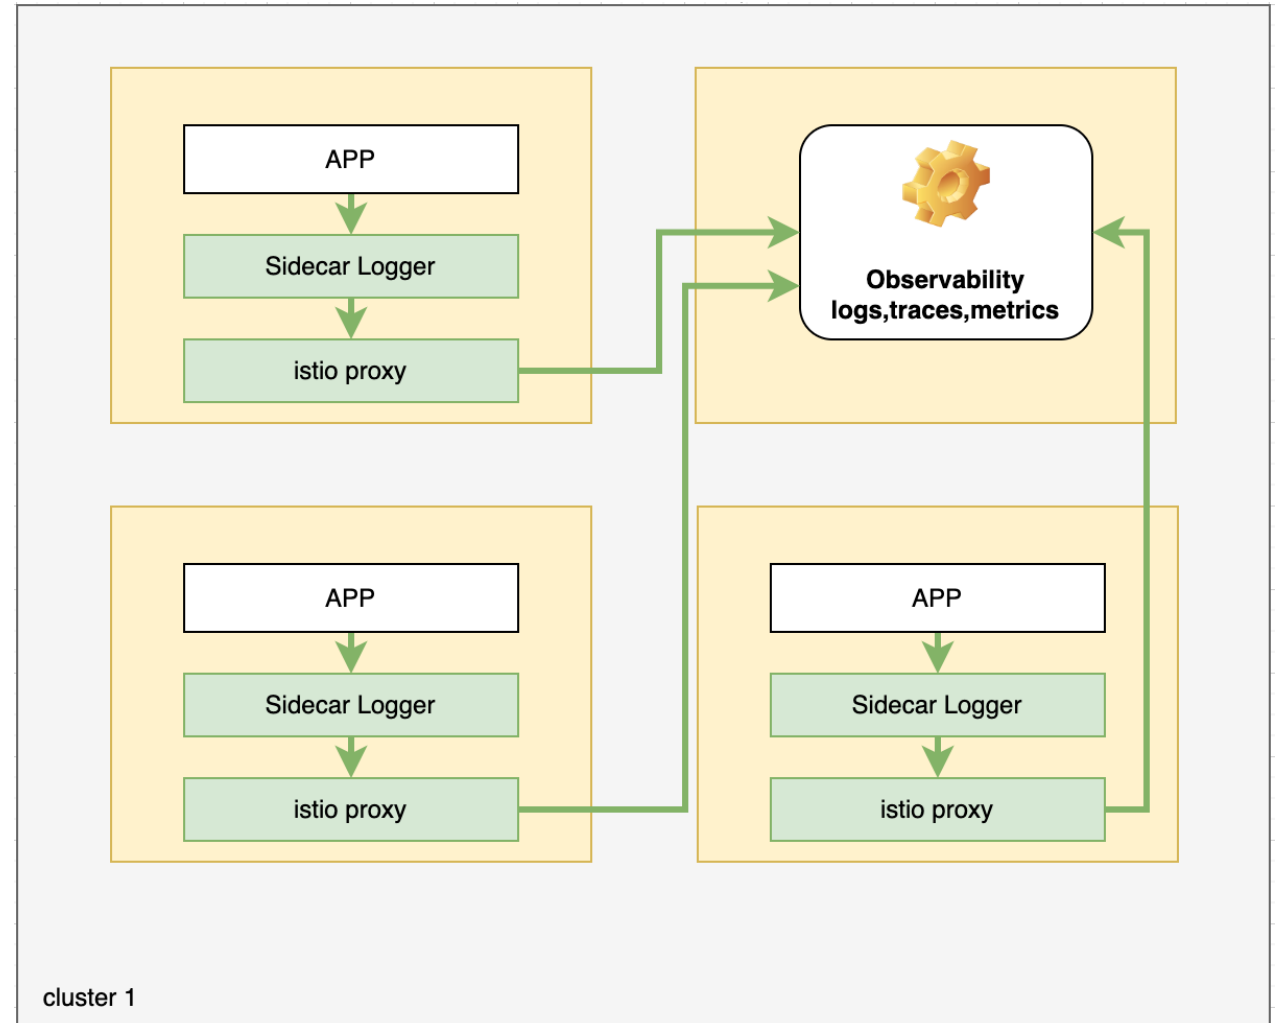 APP
Sidecar Logger
istio proxy
Observability
logs,traces,metrics
APP
Sidecar Logger
istio proxy
APP
Sidecar Logger
istio proxy
cluster 1